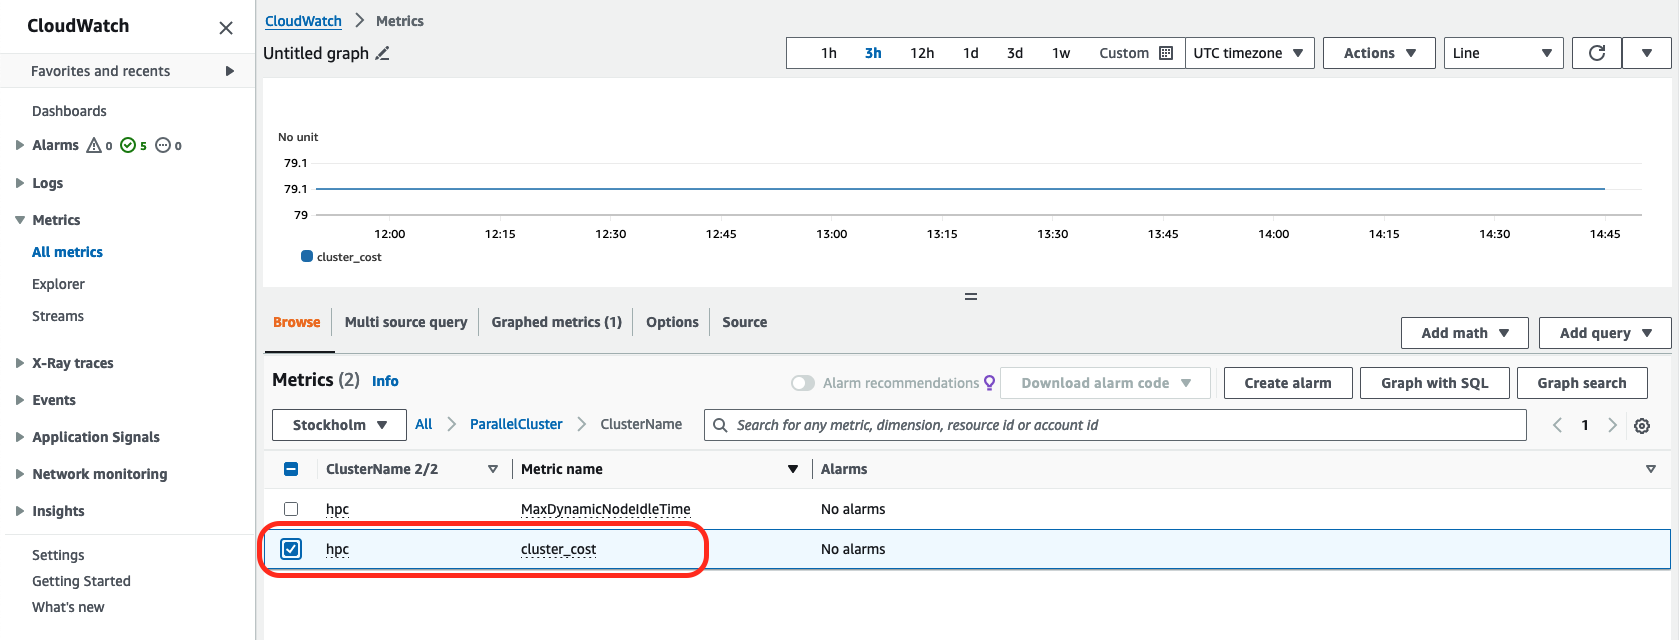 CloudWatch
Favorites and recents
Dashboards
Alarms 0 5 0
Logs
Metrics
All metrics
Explorer
Streams
X-Ray traces
Events
Application Signals
Network monitoring
Insights
Settings
Getting Started
What's new
CloudWatch > Metrics
Untitled graph
1h 3h 12h 1d 3d 1w Custom UTC timezone Actions Line
No unit
79.1
79.1
79
12:00 12:15 12:30 12:45 13:00 13:15 13:30 13:45 14:00 14:15 14:30 14:45
cluster_cost
Browse Multi source query Graphed metrics (1) Options Source
Add math Add query
Metrics (2) Info
Alarm recommendations Download alarm code Create alarm Graph with SQL Graph search
Stockholm All > ParallelCluster > ClusterName Search for any metric, dimension, resource id or account id 1
ClusterName 2/2 Metric name Alarms
hpc MaxDynamicNodeIdleTime No alarms
hpc cluster_cost No alarms